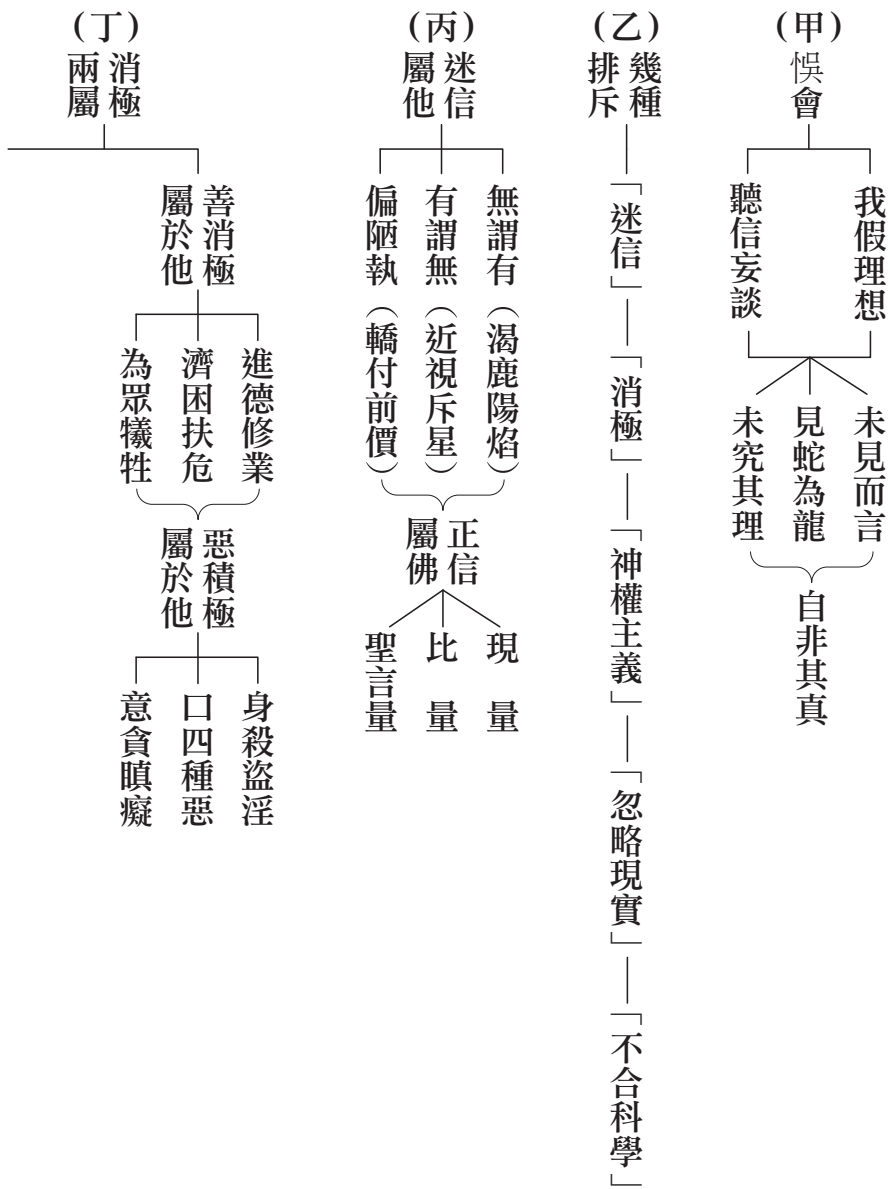 （甲）
悞會
我假理想
聽信妄談
未見而言
見蛇為龍
未究其理
自非其真
（乙）
幾種
排斥
「迷信」
「消極」
「神權主義」
「忽略現實」
「不合科學」
（丙）
迷信
屬他
無謂有（渴鹿陽焰）
有謂無（近視斥星）
偏陋執（轎付前價）
正信
屬佛
現量
比量
聖言量
（丁）
消極
兩屬
善消極
屬於他
進德修業
濟困扶危
為眾犧牲
惡積極
屬於他
身殺盜淫
口四種惡
意貪瞋癡